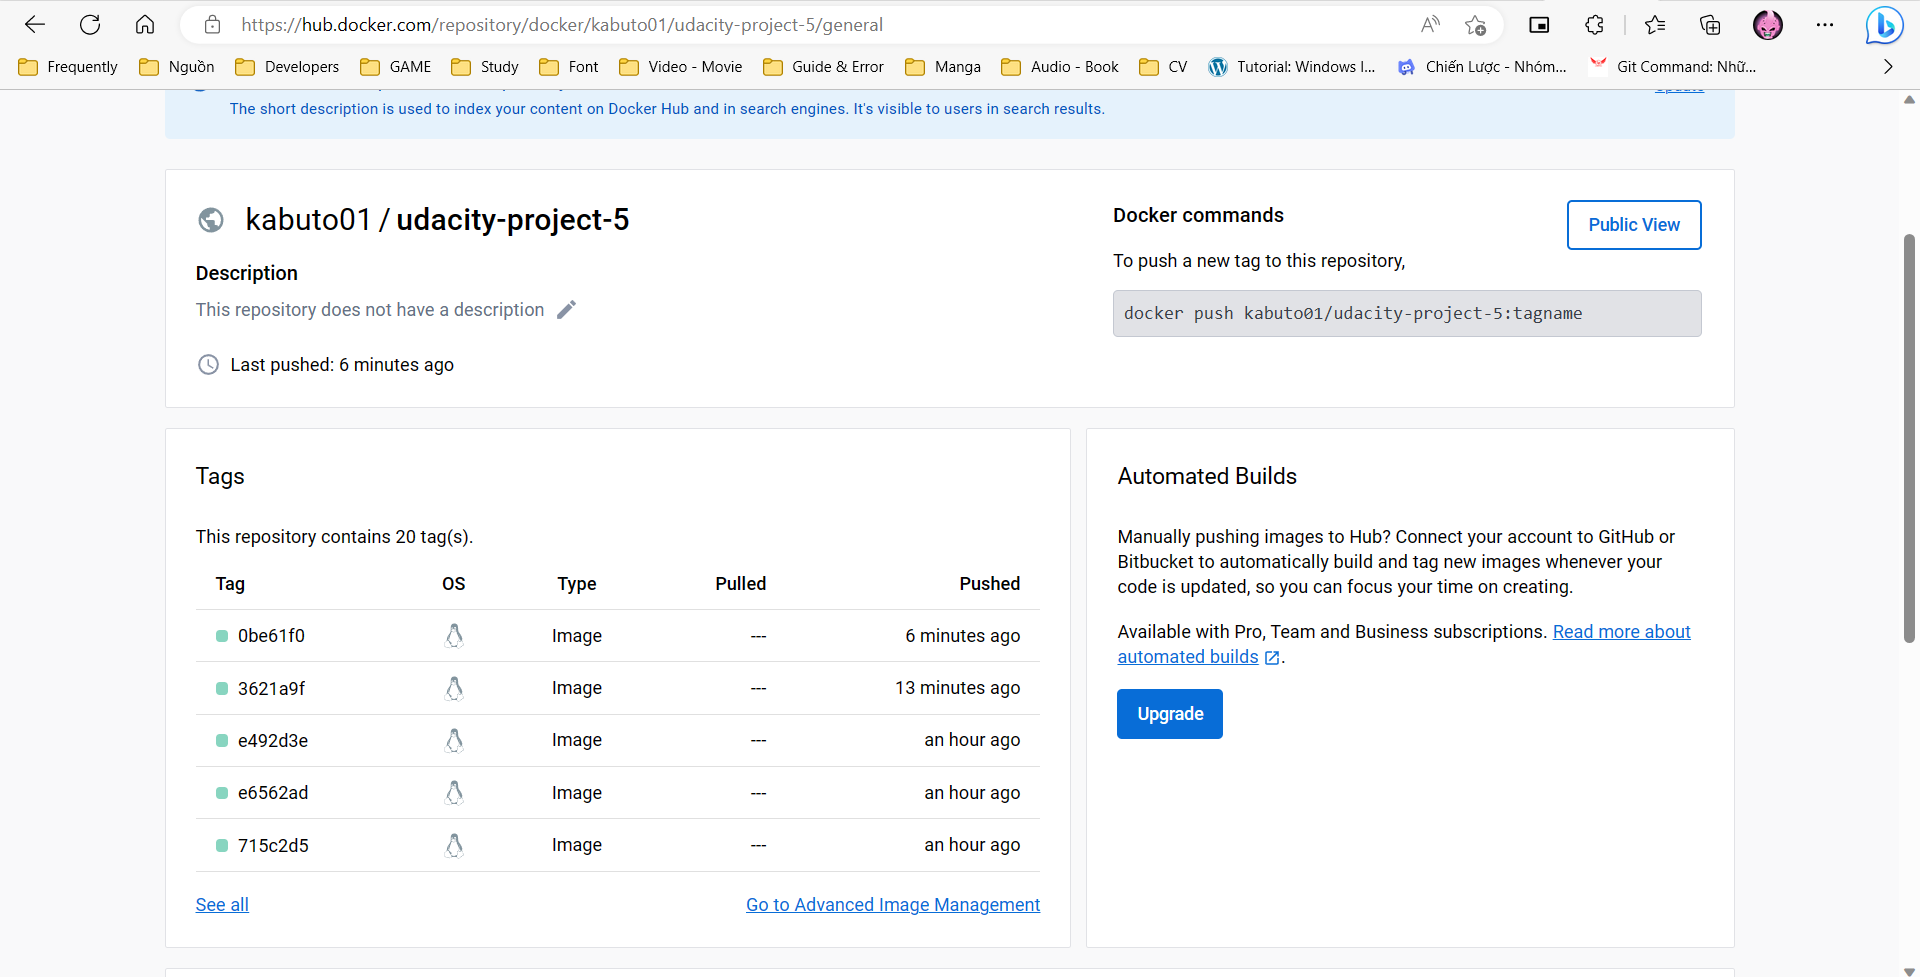 https://hub.docker.com/repository/docker/kabuto01/udacity-project-5/general
Frequently Nguồn Developers GAME Study Font Video - Movie Guide & Error Manga Audio - Book CV Tutorial: Windows I... Chiến Lược - Nhóm... Git Command: Nhữ...
The short description is used to index your content on Docker Hub and in search engines. It's visible to users in search results.
kabuto01 / udacity-project-5
Description
This repository does not have a description
Last pushed: 6 minutes ago
Docker commands
Public View
To push a new tag to this repository,
docker push kabuto01/udacity-project-5:tagname
Tags
This repository contains 20 tag(s).
Tag OS Type Pulled Pushed
0be61f0 Image --- 6 minutes ago
3621a9f Image --- 13 minutes ago
e492d3e Image --- an hour ago
e6562ad Image --- an hour ago
715c2d5 Image --- an hour ago
See all Go to Advanced Image Management
Automated Builds
Manually pushing images to Hub? Connect your account to GitHub or
Bitbucket to automatically build and tag new images whenever your
code is updated, so you can focus your time on creating.
Available with Pro, Team and Business subscriptions. Read more about
automated builds .
Upgrade